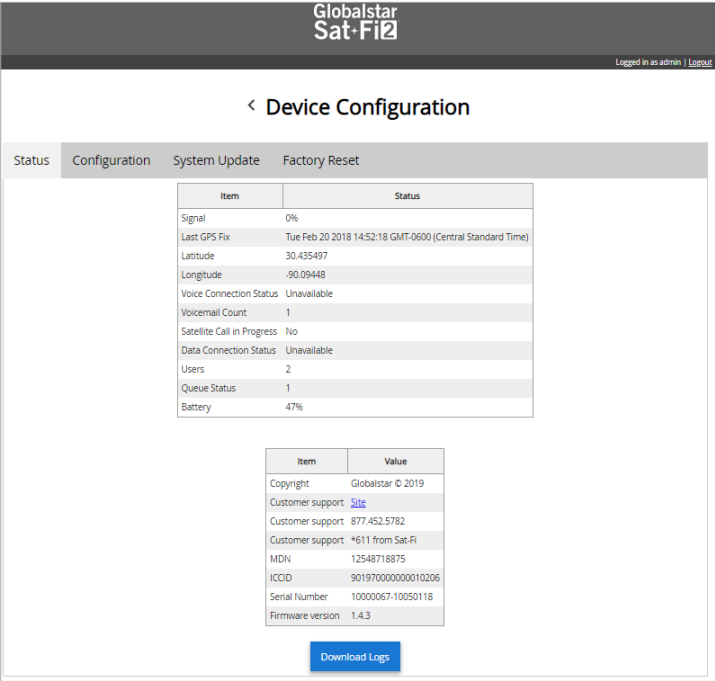 Globalstar
Sat-Fi2
Logged in as admin | Logout
< Device Configuration
Status Configuration System Update Factory Reset
Item Status
Signal 0%
Last GPS Fix Tue Feb 20 2018 14:52:18 GMT-0600 (Central Standard Time)
Latitude 30.435497
Longitude -90.09448
Voice Connection Status Unavailable
Voicemail Count 1
Satellite Call in Progress No
Data Connection Status Unavailable
Users 2
Queue Status 1
Battery 47%
Item Value
Copyright Globalstar © 2019
Customer support Site
Customer support 877.452.5782
Customer support *611 from Sat-Fi
MDN 12548718875
ICCID 901970000000010206
Serial Number 10000067-10050118
Firmware version 1.4.3
Download Logs